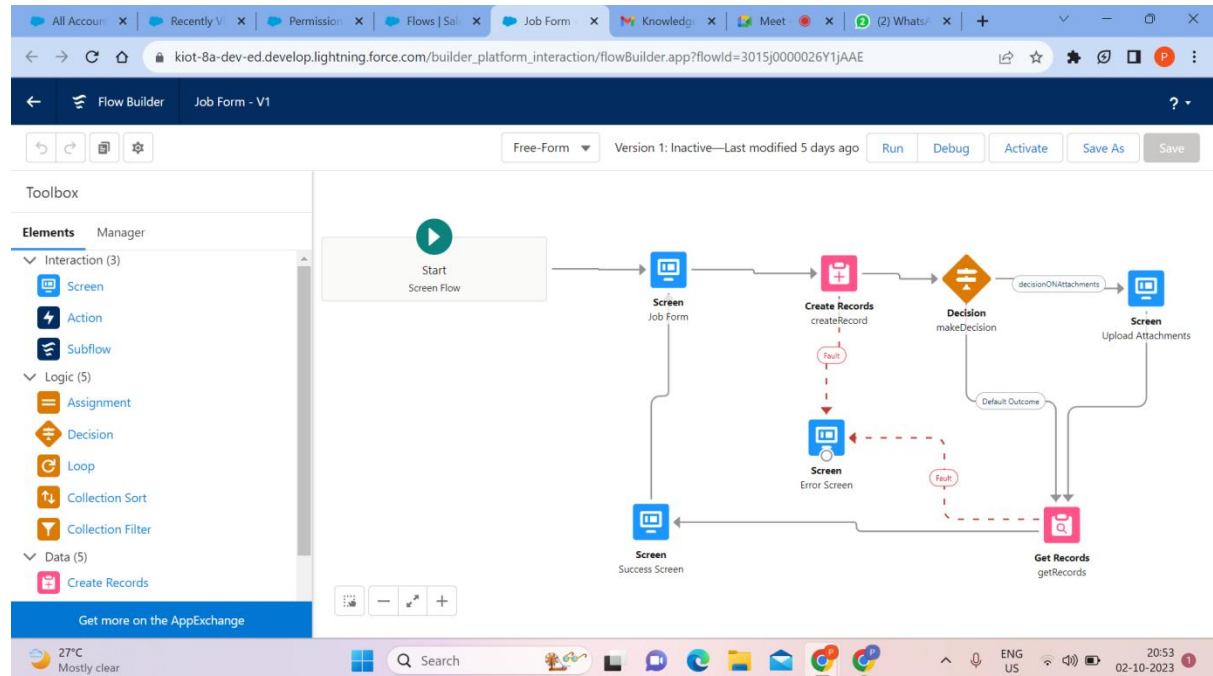 All Accoun
Recently Vi
Permission
Flows | Sal
Job Form -
Knowledg
Meet
(2) WhatsA
kiot-8a-dev-ed.develop.lightning.force.com/builder_platform_interaction/flowBuilder.app?flowId=3015j0000026Y1jAAE
P
Flow Builder
Job Form - V1
?
Free-Form
Version 1: Inactive—Last modified 5 days ago
Run
Debug
Activate
Save As
Save
Toolbox
Elements
Manager
Interaction (3)
Screen
Action
Subflow
Logic (5)
Assignment
Decision
Loop
Collection Sort
Collection Filter
Data (5)
Create Records
Get more on the AppExchange
Start
Screen Flow
Screen
Job Form
Create Records
createRecord
Decision
makeDecision
decisionONAttachments
Screen
Upload Attachments
Fault
Default Outcome
Screen
Error Screen
Fault
Screen
Success Screen
Get Records
getRecords
27°C
Mostly clear
Search
ENG
US
20:53
02-10-2023
1